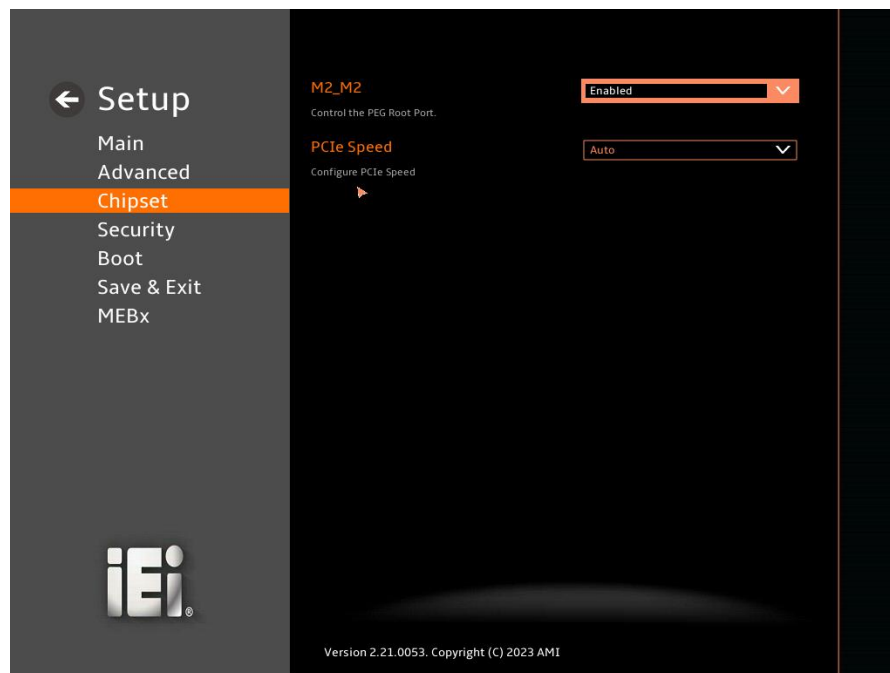 Setup
Main
Advanced
Chipset
Security
Boot
Save & Exit
MEBx
M2_M2
Enabled
Control the PEG Root Port.
PCIe Speed
Auto
Configure PCIe Speed
iEi®
Version 2.21.0053. Copyright (C) 2023 AMI